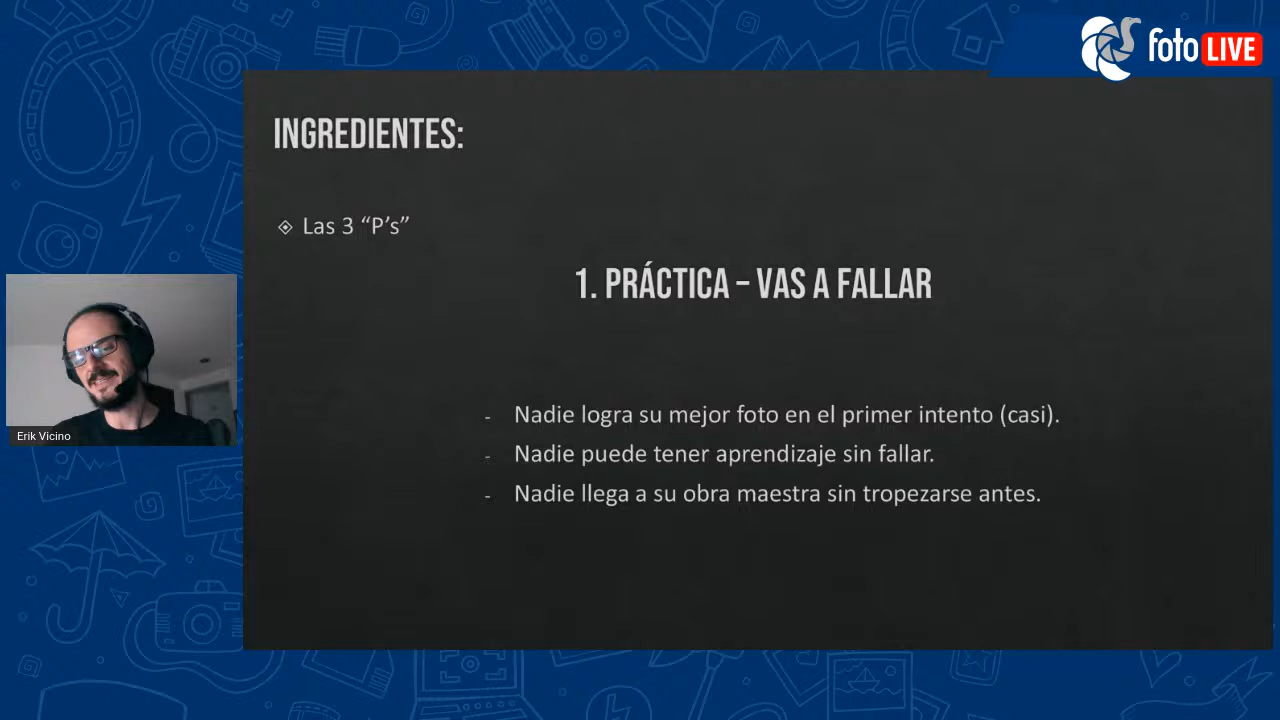 foto LIVE
INGREDIENTES:
Las 3 “P’s”
1. PRÁCTICA – VAS A FALLAR
- Nadie logra su mejor foto en el primer intento (casi).
- Nadie puede tener aprendizaje sin fallar.
- Nadie llega a su obra maestra sin tropezarse antes.
Erik Vicino